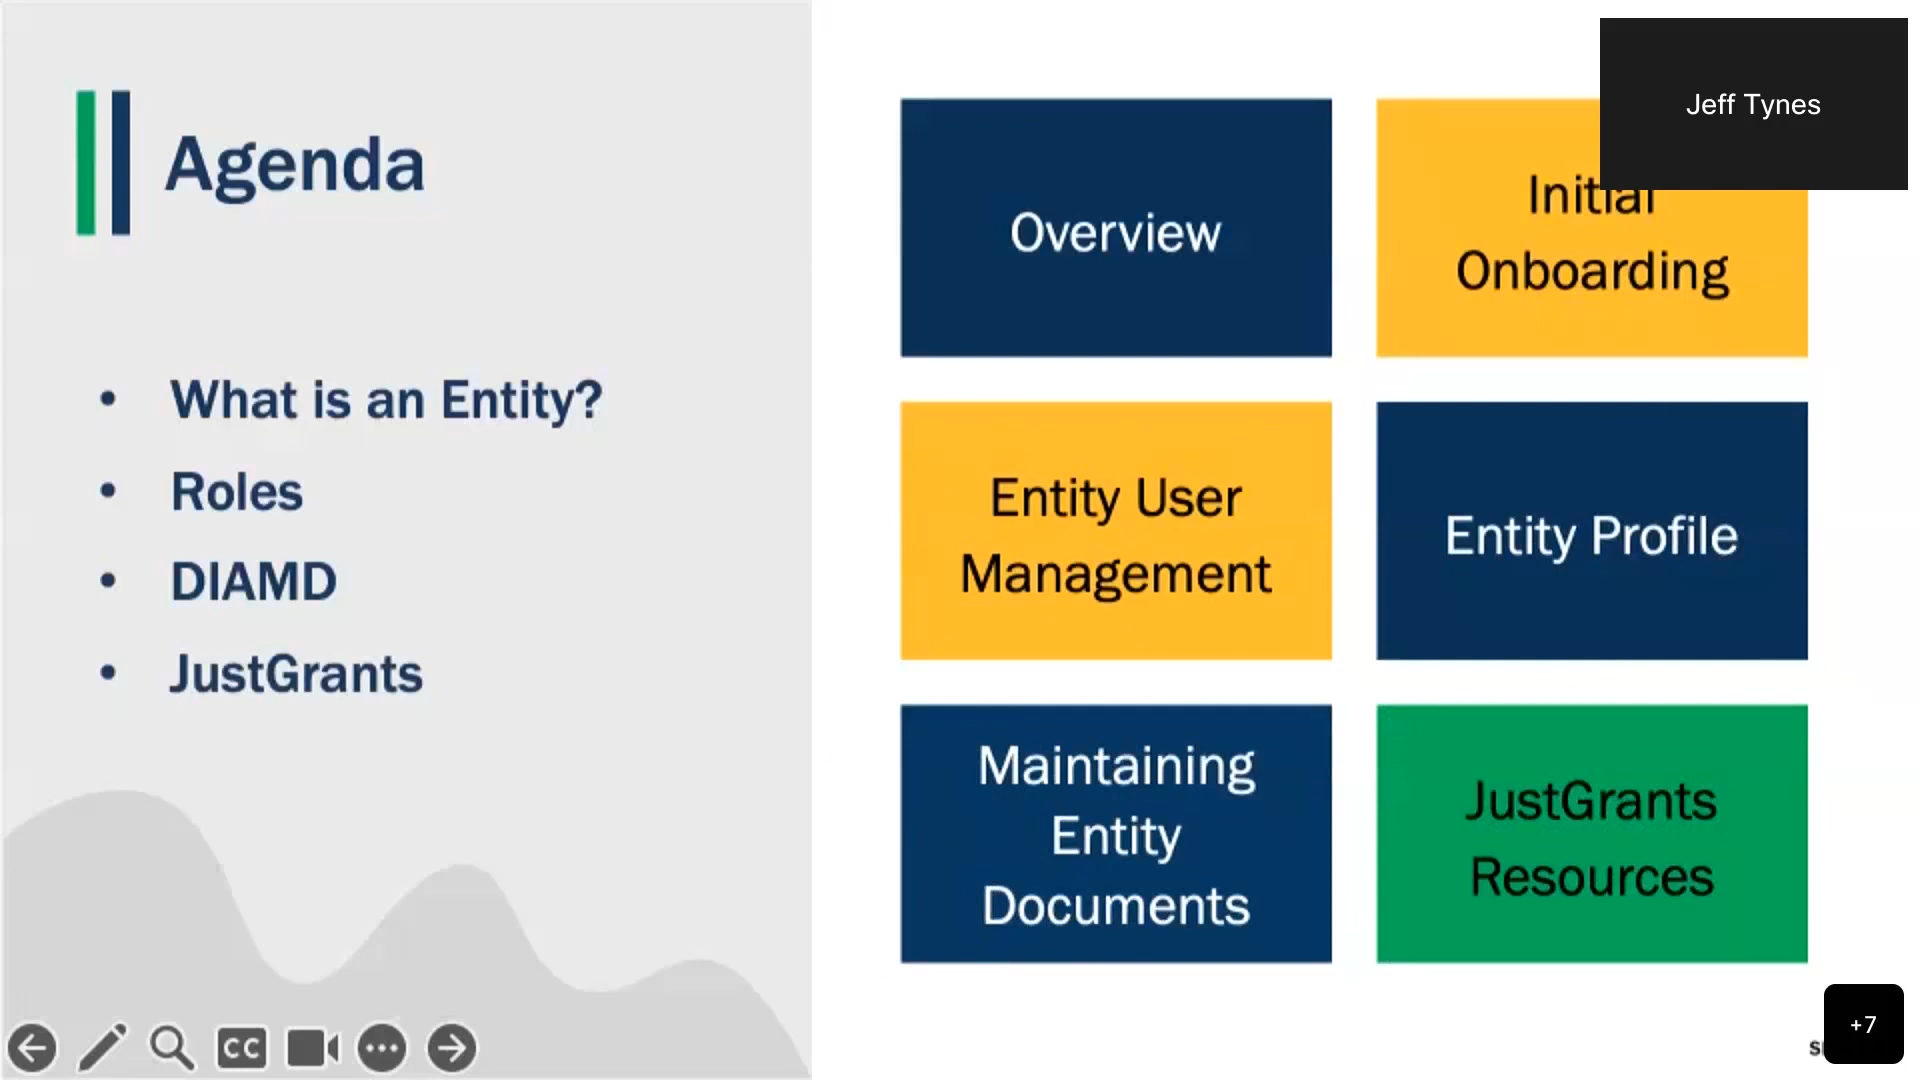 Agenda
What is an Entity?
Roles
DIAMD
JustGrants
Overview
Initial
Onboarding
Jeff Tynes
Entity User
Management
Entity Profile
Maintaining
Entity
Documents
JustGrants
Resources
CC
+7